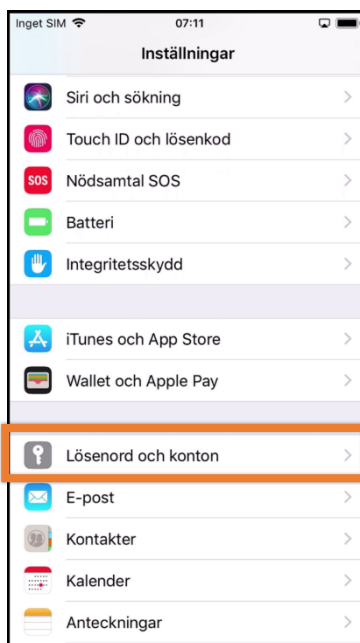 Inget SIM 07:11
Inställningar
Siri och sökning
Touch ID och lösenkod
SOS Nödsamtal SOS
Batteri
Integritetsskydd
iTunes och App Store
Wallet och Apple Pay
Lösenord och konton
E-post
Kontakter
Kalender
Anteckningar